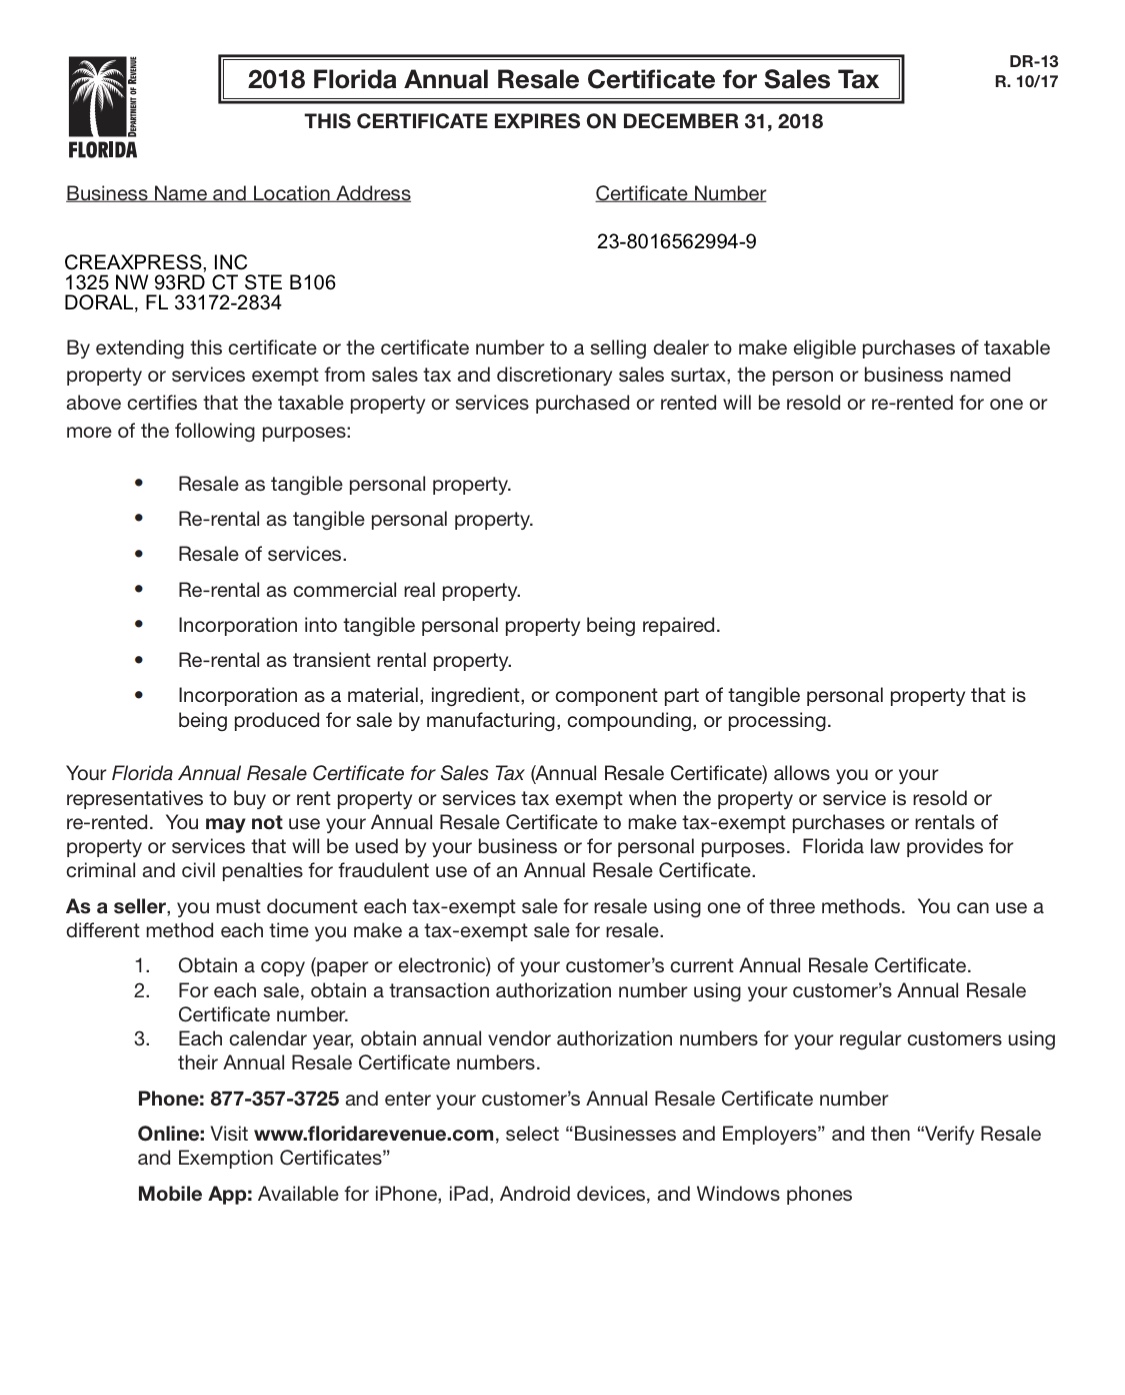 DEPARTMENT OF REVENUE
FLORIDA
2018 Florida Annual Resale Certificate for Sales Tax
DR-13
R. 10/17
THIS CERTIFICATE EXPIRES ON DECEMBER 31, 2018
Business Name and Location Address
Certificate Number
23-8016562994-9
CREAXPRESS, INC
1325 NW 93RD CT STE B106
DORAL, FL 33172-2834
By extending this certificate or the certificate number to a selling dealer to make eligible purchases of taxable
property or services exempt from sales tax and discretionary sales surtax, the person or business named
above certifies that the taxable property or services purchased or rented will be resold or re-rented for one or
more of the following purposes:
• Resale as tangible personal property.
• Re-rental as tangible personal property.
• Resale of services.
• Re-rental as commercial real property.
• Incorporation into tangible personal property being repaired.
• Re-rental as transient rental property.
• Incorporation as a material, ingredient, or component part of tangible personal property that is
being produced for sale by manufacturing, compounding, or processing.
Your Florida Annual Resale Certificate for Sales Tax (Annual Resale Certificate) allows you or your
representatives to buy or rent property or services tax exempt when the property or service is resold or
re-rented. You may not use your Annual Resale Certificate to make tax-exempt purchases or rentals of
property or services that will be used by your business or for personal purposes. Florida law provides for
criminal and civil penalties for fraudulent use of an Annual Resale Certificate.
As a seller, you must document each tax-exempt sale for resale using one of three methods. You can use a
different method each time you make a tax-exempt sale for resale.
1. Obtain a copy (paper or electronic) of your customer's current Annual Resale Certificate.
2. For each sale, obtain a transaction authorization number using your customer's Annual Resale
Certificate number.
3. Each calendar year, obtain annual vendor authorization numbers for your regular customers using
their Annual Resale Certificate numbers.
Phone: 877-357-3725 and enter your customer's Annual Resale Certificate number
Online: Visit www.floridarevenue.com, select “Businesses and Employers” and then “Verify Resale
and Exemption Certificates”
Mobile App: Available for iPhone, iPad, Android devices, and Windows phones